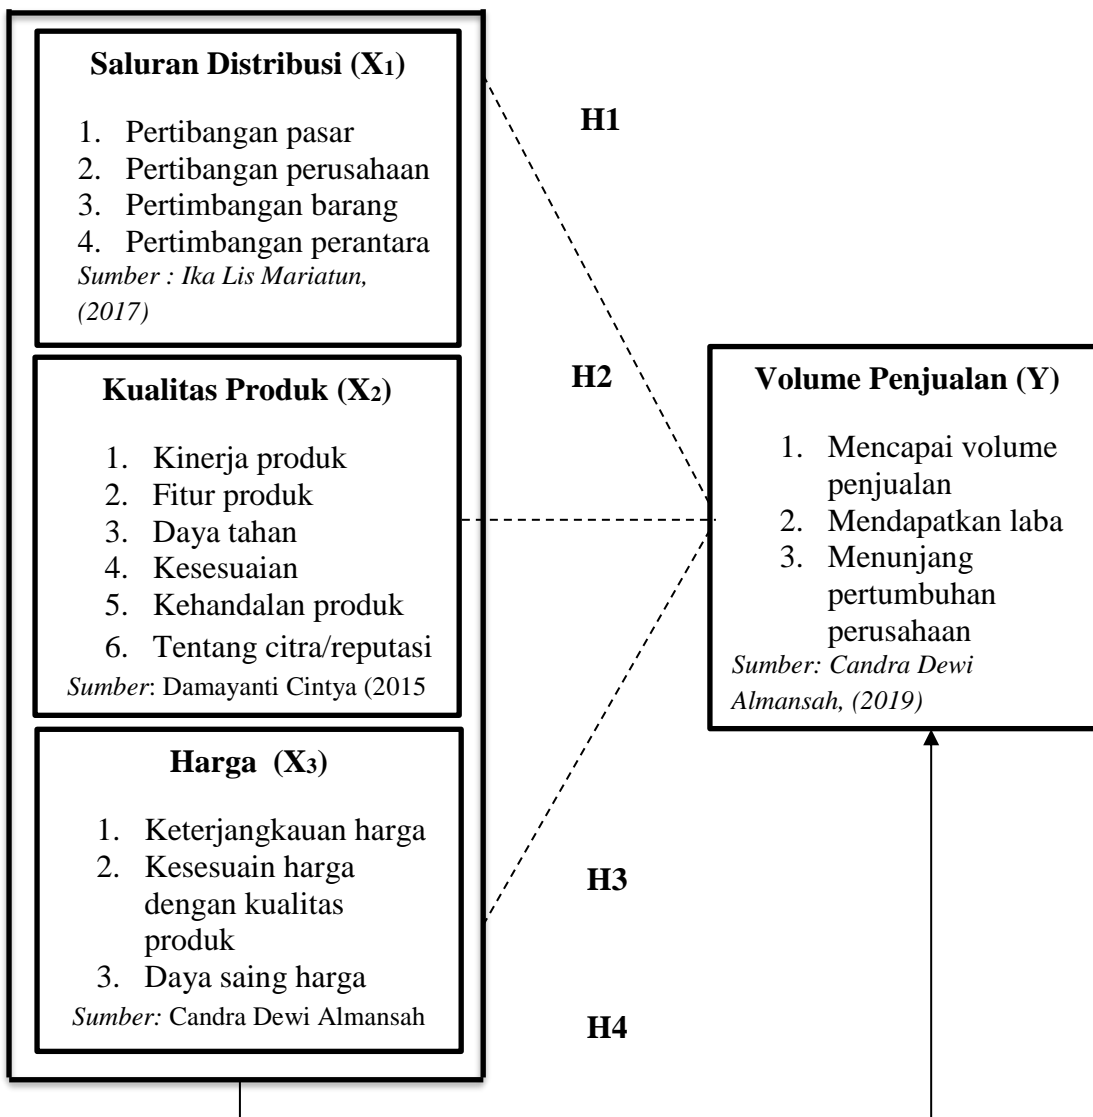 Saluran Distribusi (X1)
1. Pertibangan pasar
2. Pertibangan perusahaan
3. Pertimbangan barang
4. Pertimbangan perantara
Sumber : Ika Lis Mariatun,
(2017)
Kualitas Produk (X2)
1. Kinerja produk
2. Fitur produk
3. Daya tahan
4. Kesesuaian
5. Kehandalan produk
6. Tentang citra/reputasi
Sumber: Damayanti Cintya (2015
Harga (X3)
1. Keterjangkauan harga
2. Kesesuain harga
dengan kualitas
produk
3. Daya saing harga
Sumber: Candra Dewi Almansah
H1
H2
H3
H4
Volume Penjualan (Y)
1. Mencapai volume
penjualan
2. Mendapatkan laba
3. Menunjang
pertumbuhan
perusahaan
Sumber: Candra Dewi
Almansah, (2019)